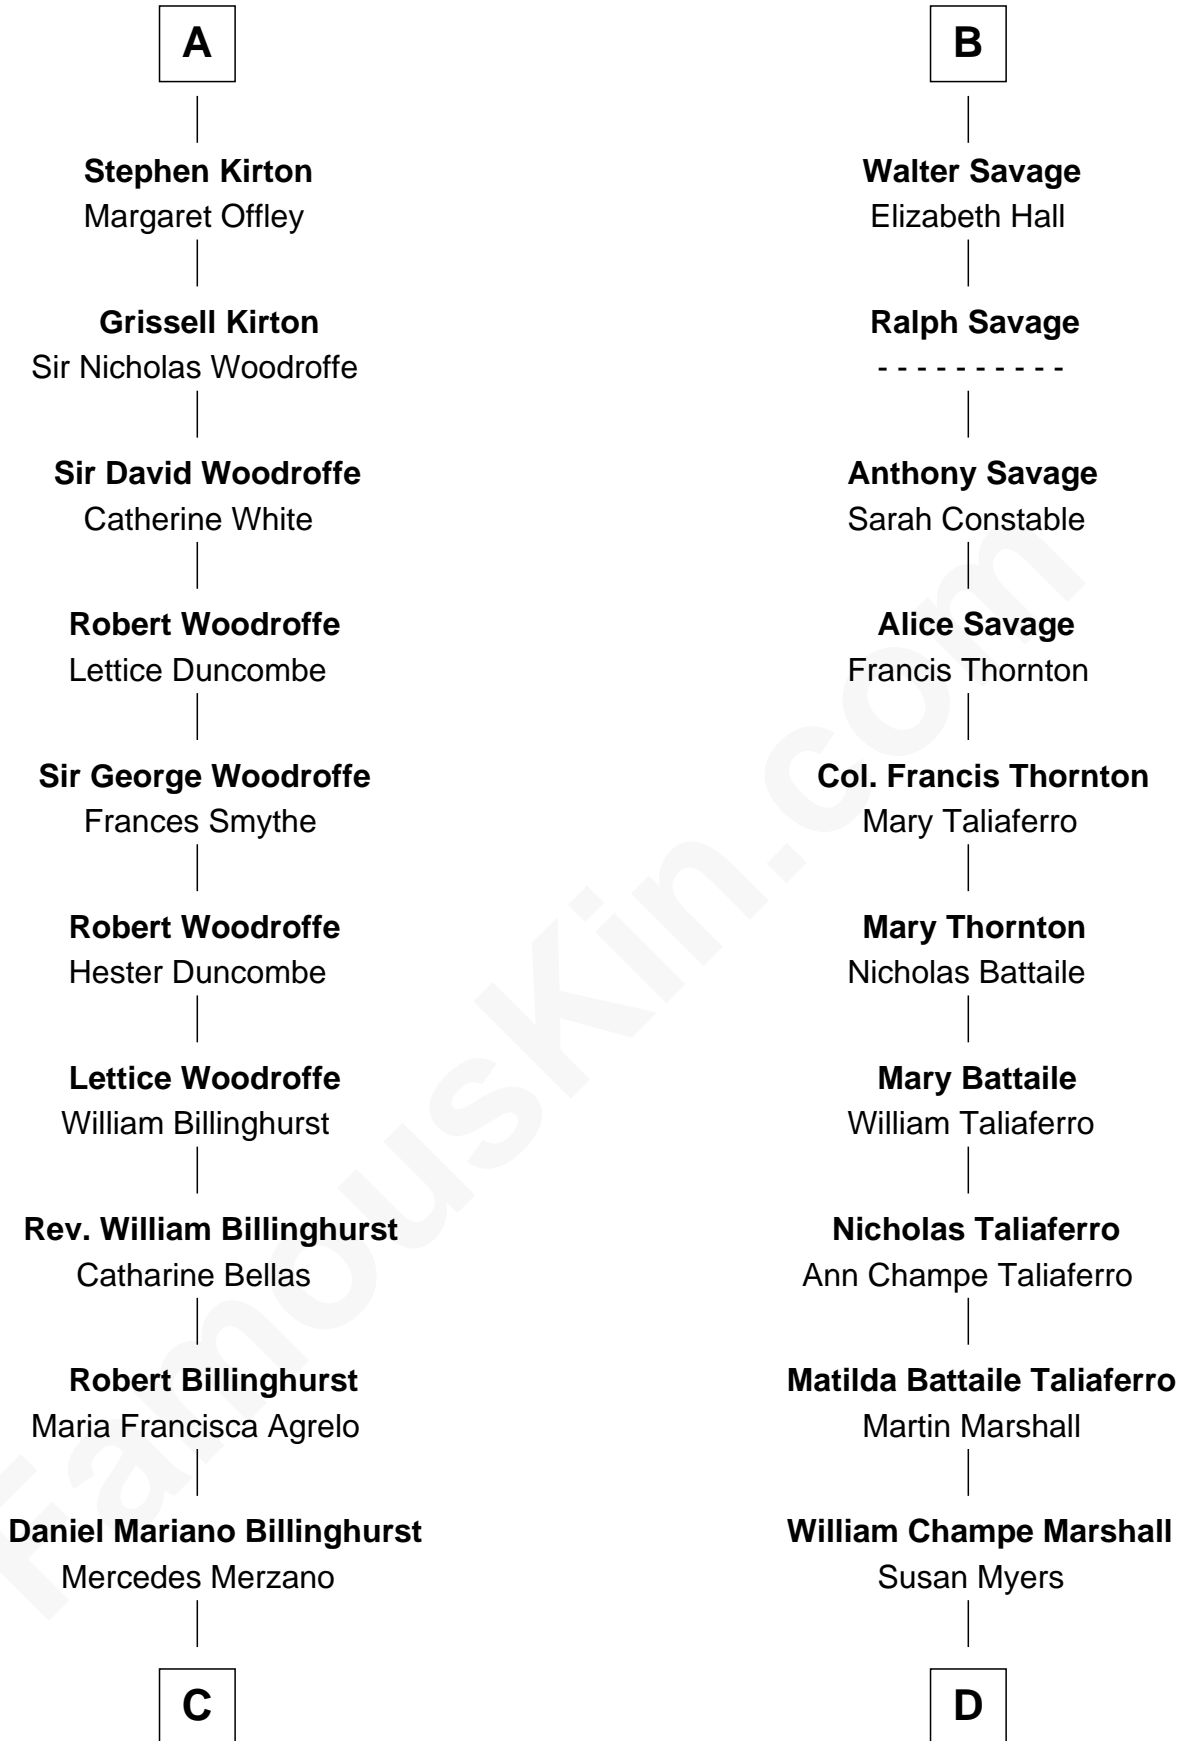 A
Stephen Kirton
Margaret Offley
Grissell Kirton
Sir Nicholas Woodroffe
Sir David Woodroffe
Catherine White
Robert Woodroffe
Lettice Duncombe
Sir George Woodroffe
Frances Smythe
Robert Woodroffe
Hester Duncombe
Lettice Woodroffe
William Billinghurst
Rev. William Billinghurst
Catharine Bellas
Robert Billinghurst
Maria Francisca Agrelo
Daniel Mariano Billinghurst
Mercedes Merzano
C
B
Walter Savage
Elizabeth Hall
Ralph Savage
- - - - - - - - - -
Anthony Savage
Sarah Constable
Alice Savage
Francis Thornton
Col. Francis Thornton
Mary Taliaferro
Mary Thornton
Nicholas Battaile
Mary Battaile
William Taliaferro
Nicholas Taliaferro
Ann Champe Taliaferro
Matilda Battaile Taliaferro
Martin Marshall
William Champe Marshall
Susan Myers
D
FamousKin.com